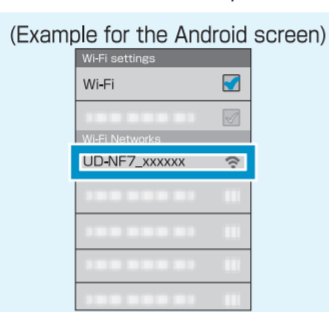 (Example for the Android screen)
Wi-Fi settings
Wi-Fi
Wi-Fi Networks
UD-NF7_xxxxxx